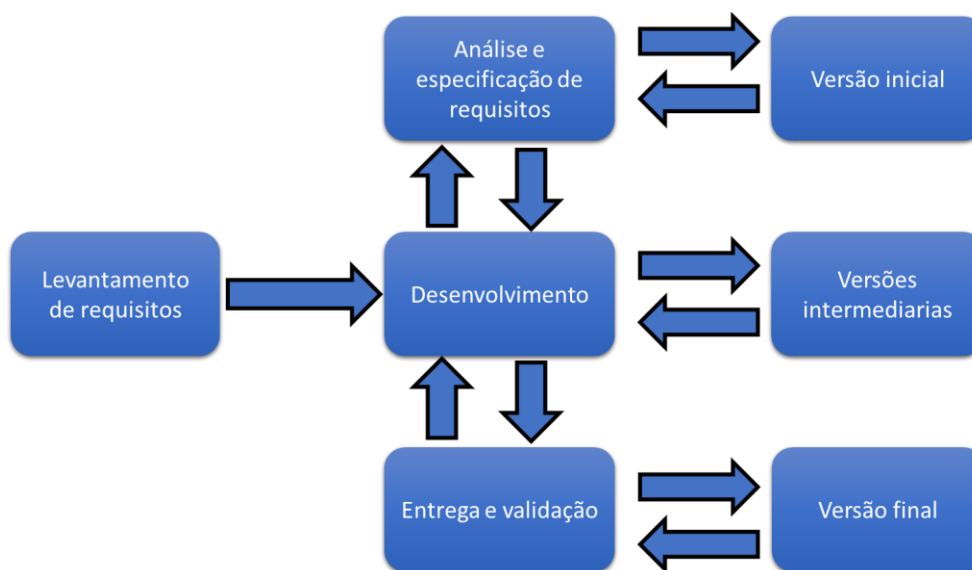 Análise e
especificação de
requisitos
Versão inicial
Levantamento
de requisitos
Desenvolvimento
Versões
intermediarias
Entrega e validação
Versão final